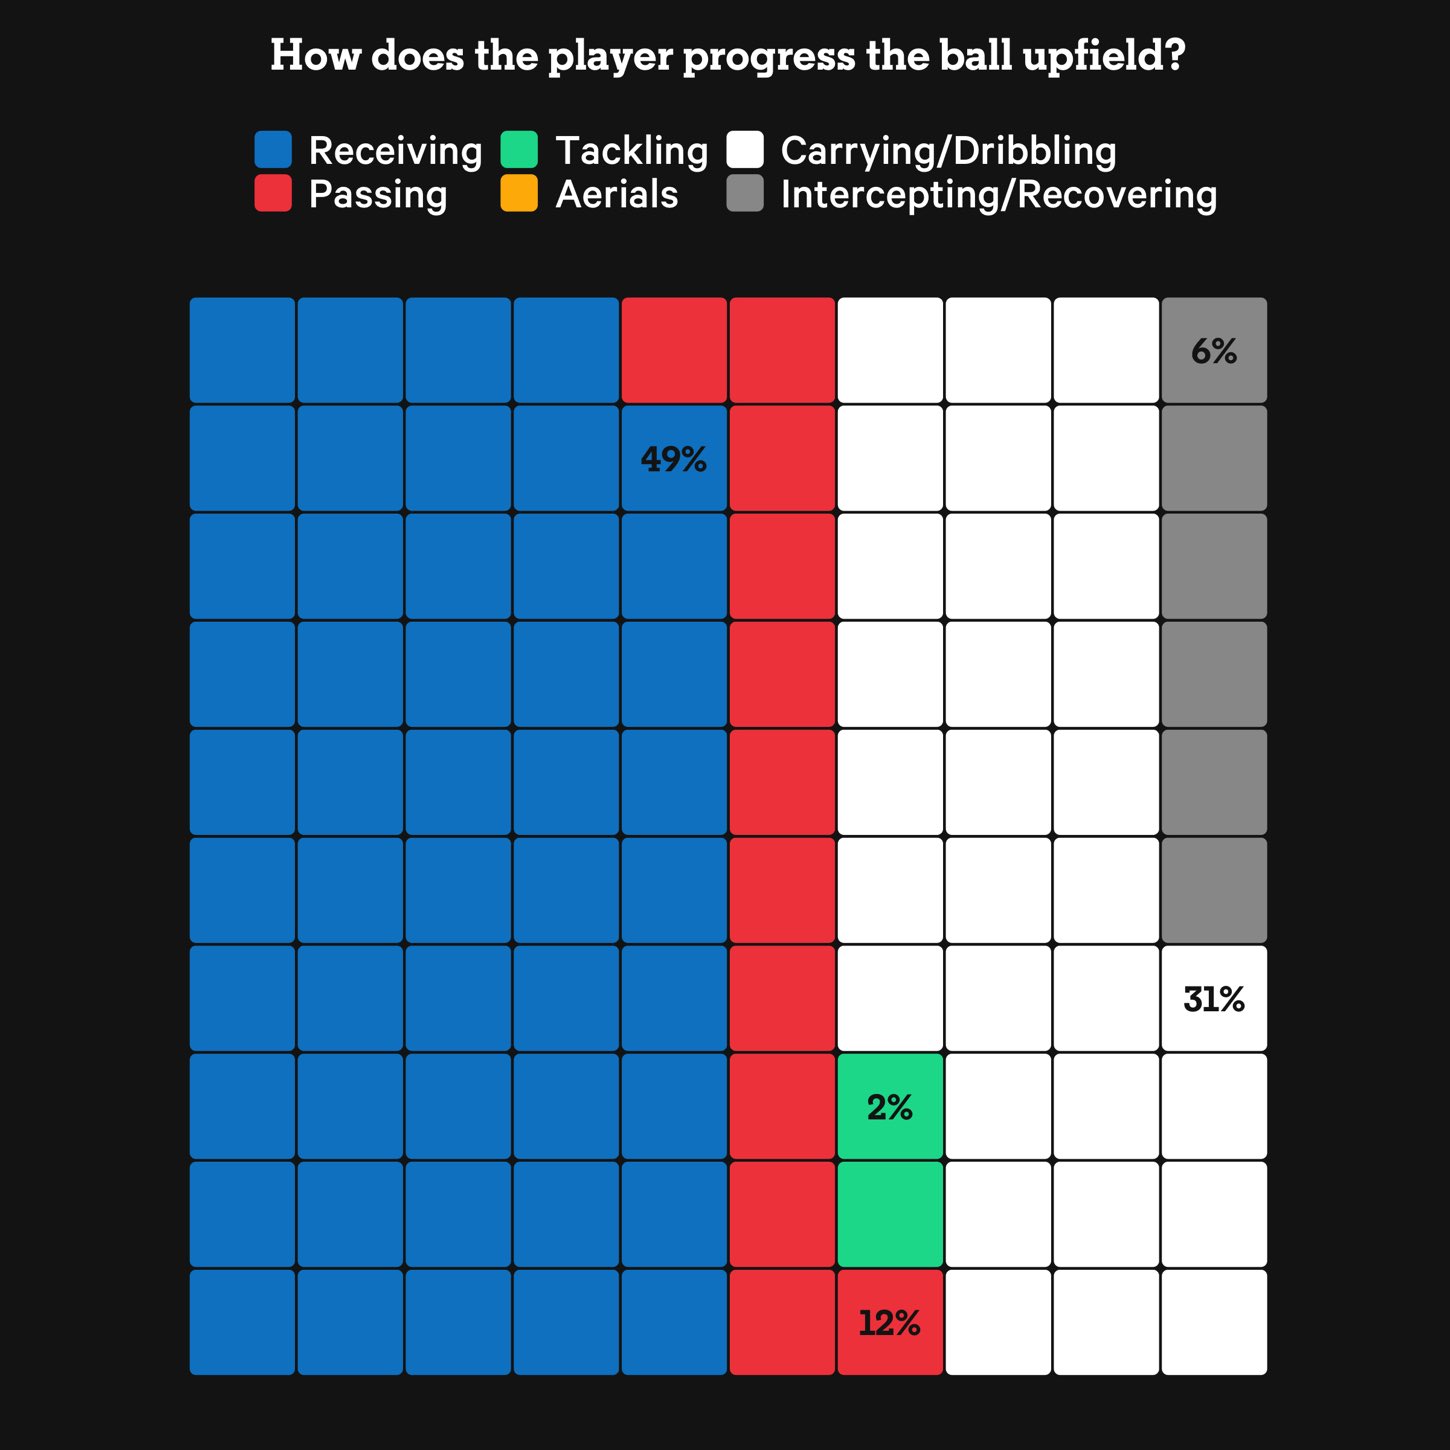 How does the player progress the ball upfield?
Receiving Tackling Carrying/Dribbling
Passing Aerials Intercepting/Recovering
6%
49%
31%
2%
12%